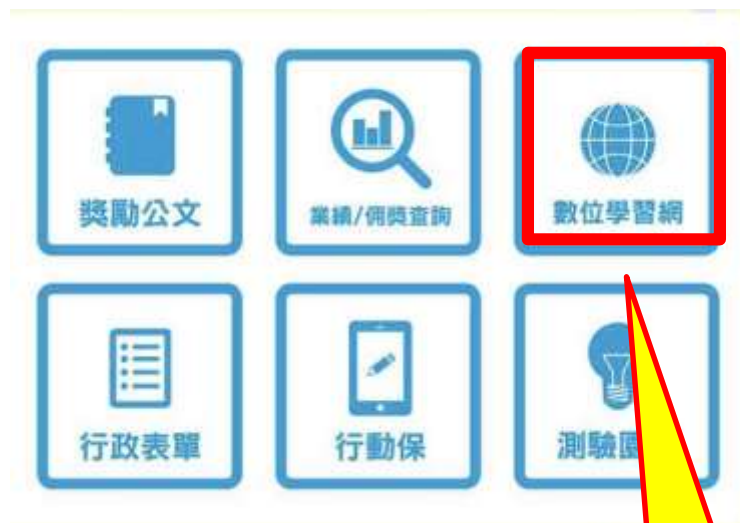 獎勵公文
業績/佣獎查詢
數位學習網
行政表單
行動保
測驗